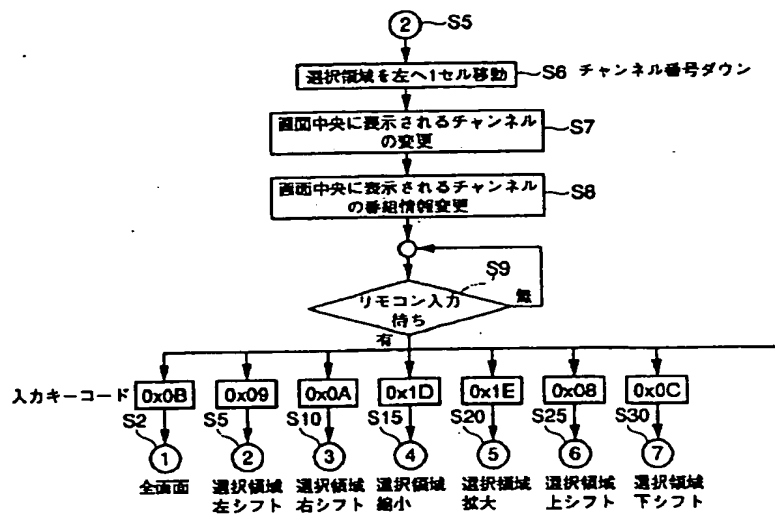 ② S5
選択領域を左へ1セル移動 S6 チャンネル番号ダウン
画面中央に表示されるチャンネル
の変更
S7
画面中央に表示されるチャンネル
の番組情報変更
S8
S9
リモコン入力
待ち
無
有
入力キーコード 0x0B 0x09 0x0A 0x1D 0x1E 0x08 0x0C
S2 S5 S10 S15 S20 S25 S30
① ② ③ ④ ⑤ ⑥ ⑦
全画面 選択領域 選択領域 選択領域 選択領域 選択領域 選択領域
左シフト 右シフト 縮小 拡大 上シフト 下シフト